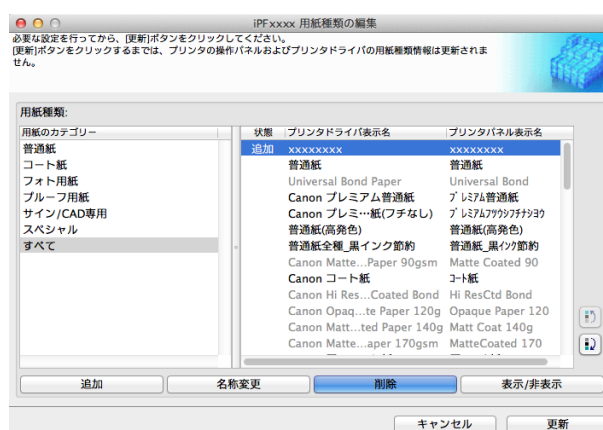 iPFxxxx 用紙種類の編集
必要な設定を行ってから、[更新]ボタンをクリックしてください。
[更新]ボタンをクリックするまでは、プリンタの操作パネルおよびプリンタドライバの用紙種類情報は更新されま
せん。
用紙種類:
用紙のカテゴリー 状態 プリンタドライバ表示名 プリンタパネル表示名
普通紙 追加 xxxxxxxx xxxxxxxx
コート紙 普通紙 普通紙
フォト用紙 Universal Bond Paper Universal Bond
プルーフ用紙 Canon プレミアム普通紙 プレミアム普通紙
サイン/CAD専用 Canon プレミ…紙(フチなし) プレミアムフツウシフチナシヨウ
スペシャル 普通紙(高発色) 普通紙(高発色)
すべて 普通紙全種_黒インク節約 普通紙_黒インク節約
Canon Matte…Paper 90gsm Matte Coated 90
Canon コート紙 コート紙
Canon Hi Res…Coated Bond Hi ResCtd Bond
Canon Opaq…te Paper 120g Opaque Paper 120
Canon Matt…ted Paper 140g Matt Coat 140g
Canon Matte…aper 170gsm MatteCoated 170
追加 名称変更 削除 表示/非表示
キャンセル 更新